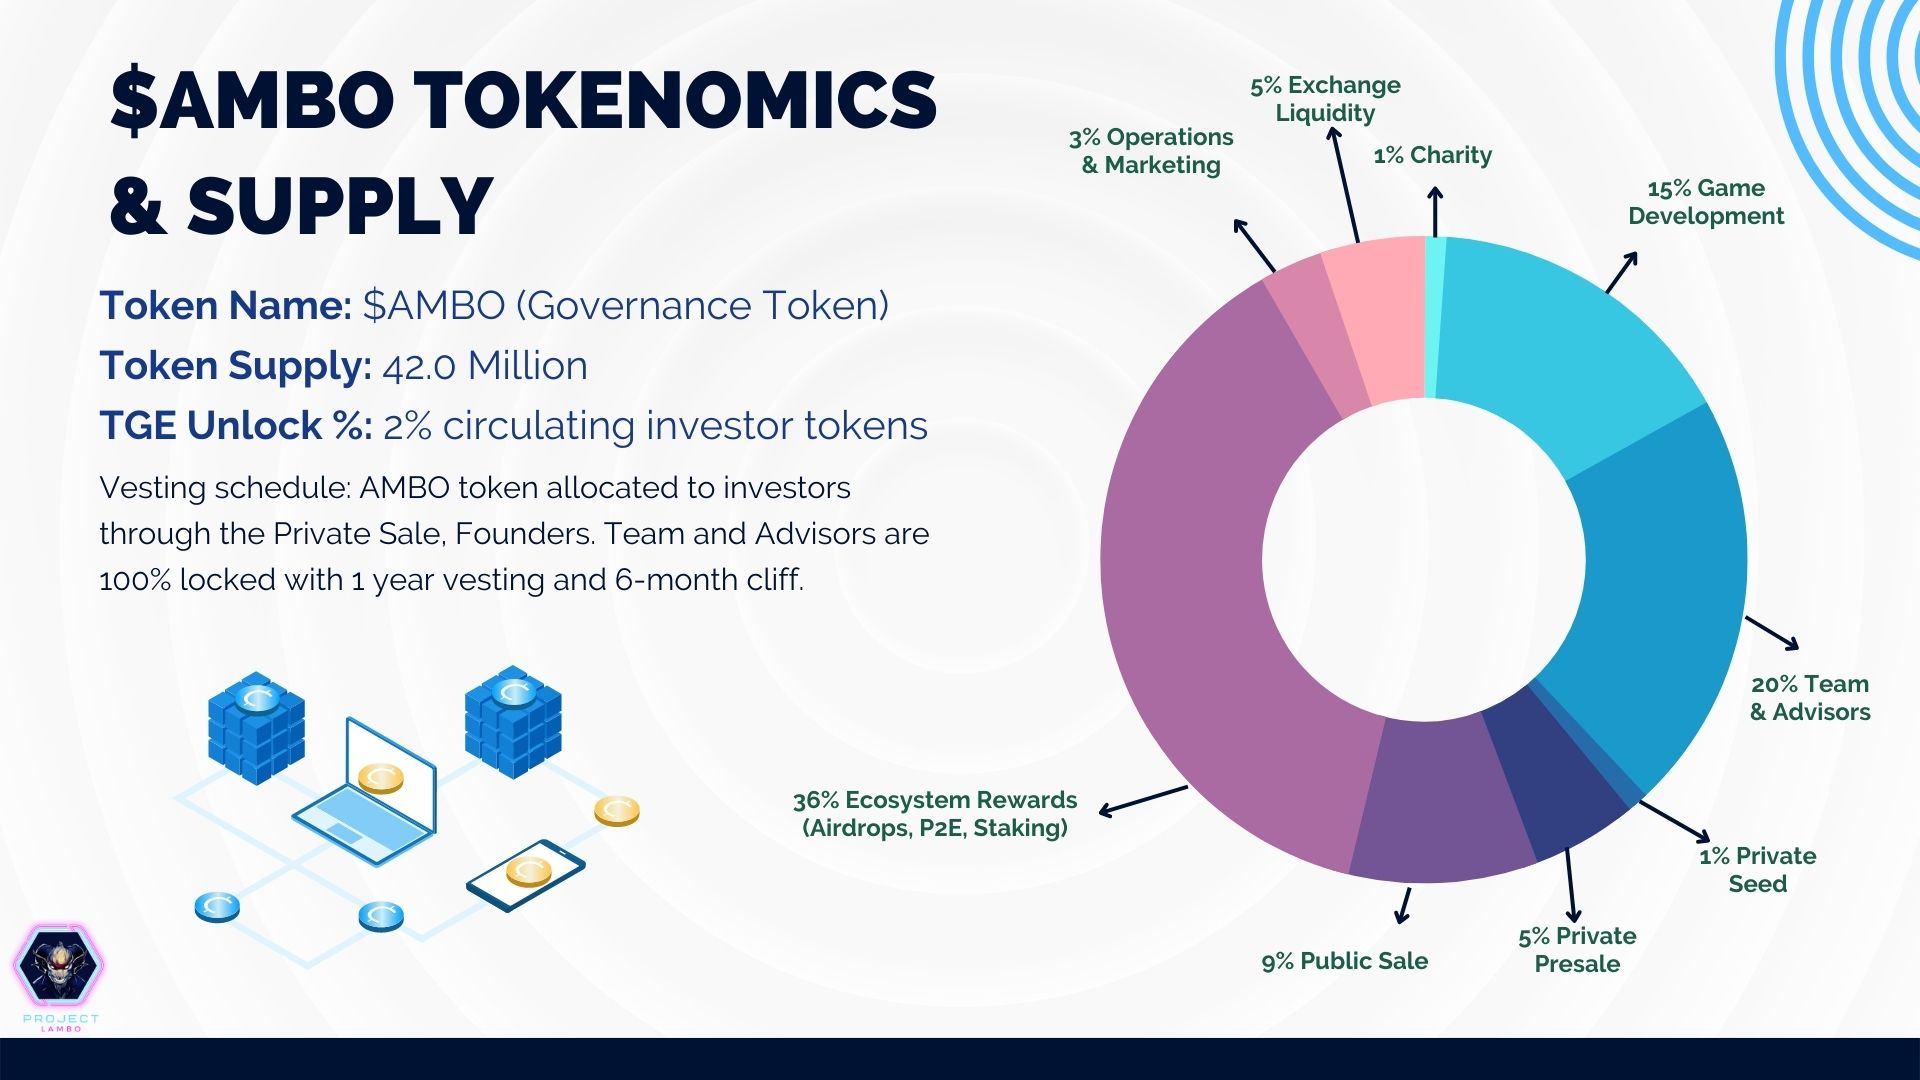 $AMBO TOKENOMICS
& SUPPLY
Token Name: $AMBO (Governance Token)
Token Supply: 42.0 Million
TGE Unlock %: 2% circulating investor tokens
Vesting schedule: AMBO token allocated to investors
through the Private Sale, Founders. Team and Advisors are
100% locked with 1 year vesting and 6-month cliff.
5% Exchange
Liquidity
3% Operations
& Marketing
1% Charity
15% Game
Development
20% Team
& Advisors
36% Ecosystem Rewards
(Airdrops, P2E, Staking)
1% Private
Seed
5% Private
Presale
9% Public Sale
PROJECT
LAMBO